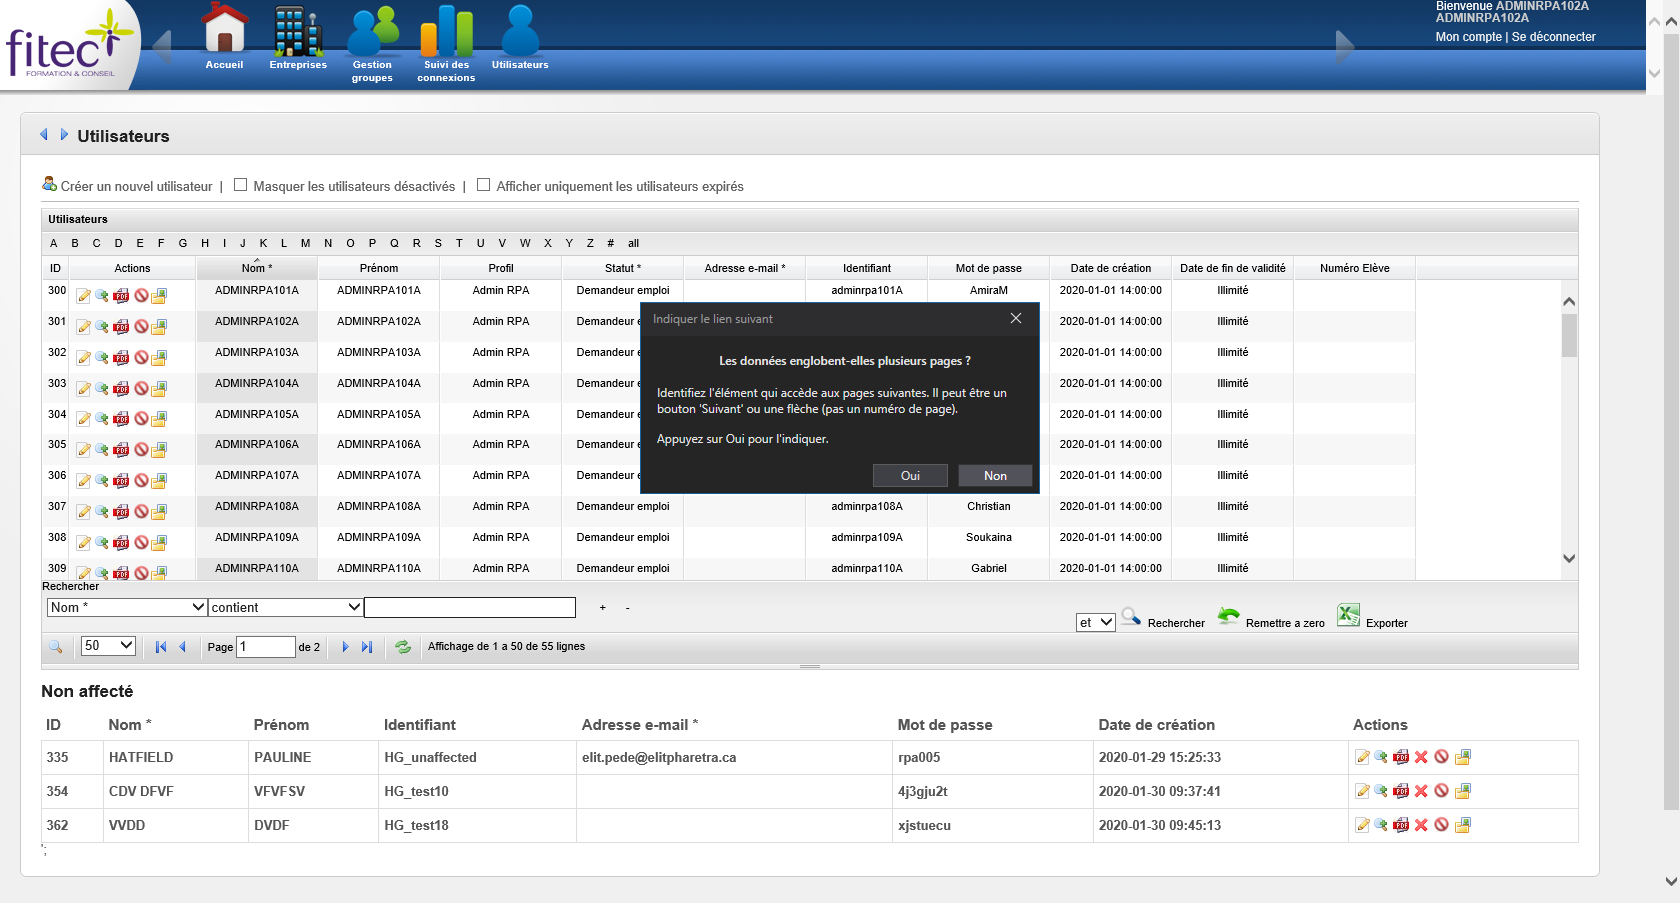 fitec
FORMATION & CONSEIL
Accueil
Entreprises
Gestion groupes
Suivi des connexions
Utilisateurs
Bienvenue ADMINRPA102A
ADMINRPA102A
Mon compte | Se déconnecter
Utilisateurs
Créer un nouvel utilisateur | Masquer les utilisateurs désactivés | Afficher uniquement les utilisateurs expirés
Utilisateurs
A B C D E F G H I J K L M N O P Q R S T U V W X Y Z # all
ID Actions Nom * Prénom Profil Statut * Adresse e-mail * Identifiant Mot de passe Date de création Date de fin de validité Numéro Elève
300 PDF ADMINRPA101A ADMINRPA101A Admin RPA Demandeur emploi adminrpa101A AmiraM 2020-01-01 14:00:00 Illimité
301 PDF ADMINRPA102A ADMINRPA102A Admin RPA Demandeur e 2020-01-01 14:00:00 Illimité
302 PDF ADMINRPA103A ADMINRPA103A Admin RPA Demandeur e 2020-01-01 14:00:00 Illimité
303 PDF ADMINRPA104A ADMINRPA104A Admin RPA Demandeur e 2020-01-01 14:00:00 Illimité
304 PDF ADMINRPA105A ADMINRPA105A Admin RPA Demandeur e 2020-01-01 14:00:00 Illimité
305 PDF ADMINRPA106A ADMINRPA106A Admin RPA Demandeur e 2020-01-01 14:00:00 Illimité
306 PDF ADMINRPA107A ADMINRPA107A Admin RPA Demandeur e 2020-01-01 14:00:00 Illimité
307 PDF ADMINRPA108A ADMINRPA108A Admin RPA Demandeur emploi adminrpa108A Christian 2020-01-01 14:00:00 Illimité
308 PDF ADMINRPA109A ADMINRPA109A Admin RPA Demandeur emploi adminrpa109A Soukaina 2020-01-01 14:00:00 Illimité
309 PDF ADMINRPA110A ADMINRPA110A Admin RPA Demandeur emploi adminrpa110A Gabriel 2020-01-01 14:00:00 Illimité
Indiquer le lien suivant
Les données englobent-elles plusieurs pages ?
Identifiez l'élément qui accède aux pages suivantes. Il peut être un
bouton 'Suivant' ou une flèche (pas un numéro de page).
Appuyez sur Oui pour l'indiquer.
Oui Non
Rechercher
Nom * contient + -
et Rechercher Remettre a zero Exporter
50 Page 1 de 2 Affichage de 1 a 50 de 55 lignes
Non affecté
ID Nom * Prénom Identifiant Adresse e-mail * Mot de passe Date de création Actions
335 HATFIELD PAULINE HG_unaffected elit.pede@elitpharetra.ca rpa005 2020-01-29 15:25:33 PDF
354 CDV DFVF VFVFSV HG_test10 4j3gju2t 2020-01-30 09:37:41 PDF
362 VVDD DVDF HG_test18 xjstuecu 2020-01-30 09:45:13 PDF
';